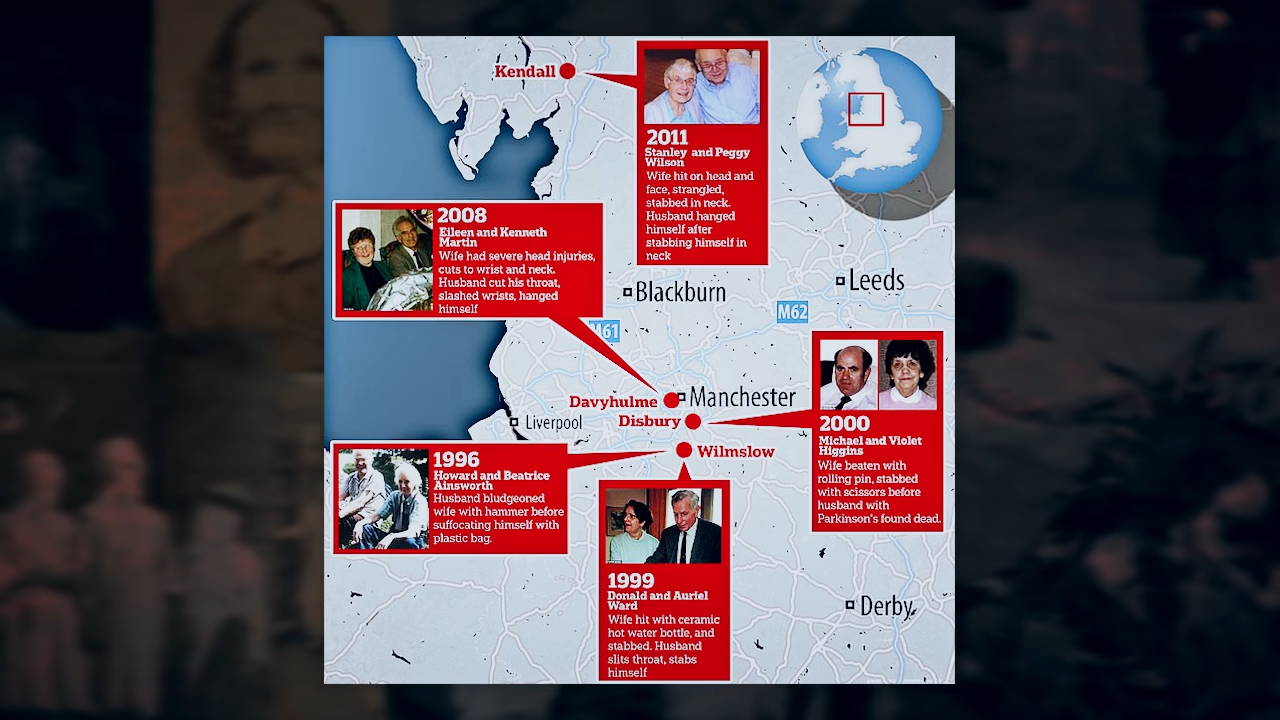 Kendall
2011
Stanley and Peggy
Wilson
Wife hit on head and
face, strangled,
stabbed in neck.
Husband hanged
himself after
stabbing himself in
neck
2008
Eileen and Kenneth
Martin
Wife had severe head injuries,
cuts to wrist and neck.
Husband cut his throat,
slashed wrists, hanged
himself
Blackburn
Leeds
M61
M62
Davyhulme
Manchester
Disbury
Liverpool
Wilmslow
2000
Michael and Violet
Higgins
Wife beaten with
rolling pin, stabbed
with scissors before
husband with
Parkinson's found dead.
1996
Howard and Beatrice
Ainsworth
Husband bludgeoned
wife with hammer before
suffocating himself with
plastic bag.
1999
Donald and Auriel
Ward
Wife hit with ceramic
hot water bottle, and
stabbed. Husband
slits throat, stabs
himself
Derby